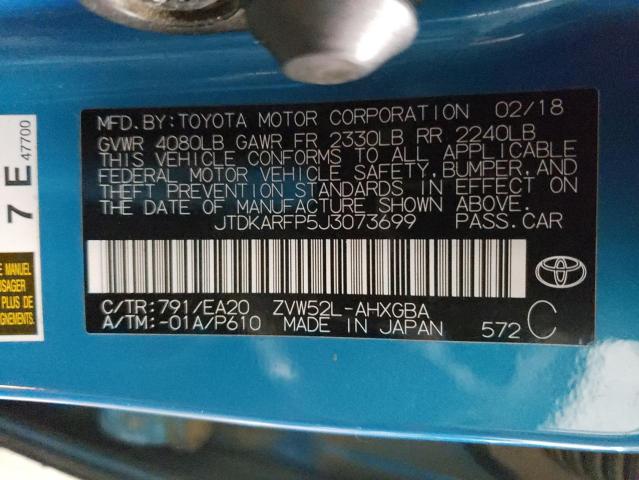 MFD.BY:TOYOTA MOTOR CORPORATION 02/18
GVWR 4080LB GAWR FR 2330LB RR 2240LB
THIS VEHICLE CONFORMS TO ALL APPLICABLE
FEDERAL MOTOR VEHICLE SAFETY,BUMPER,AND
THEFT PREVENTION STANDARDS IN EFFECT ON
THE DATE OF MANUFACTURE SHOWN ABOVE.
JTDKARFP5J3073699 PASS.CAR
C/TR:791/EA20 ZVW52L-AHXGBA
A/TM:-01A/P610 MADE IN JAPAN 572 C
7 E
47700
E MANUEL
USAGER
PLUS DE
IGNEMENTS